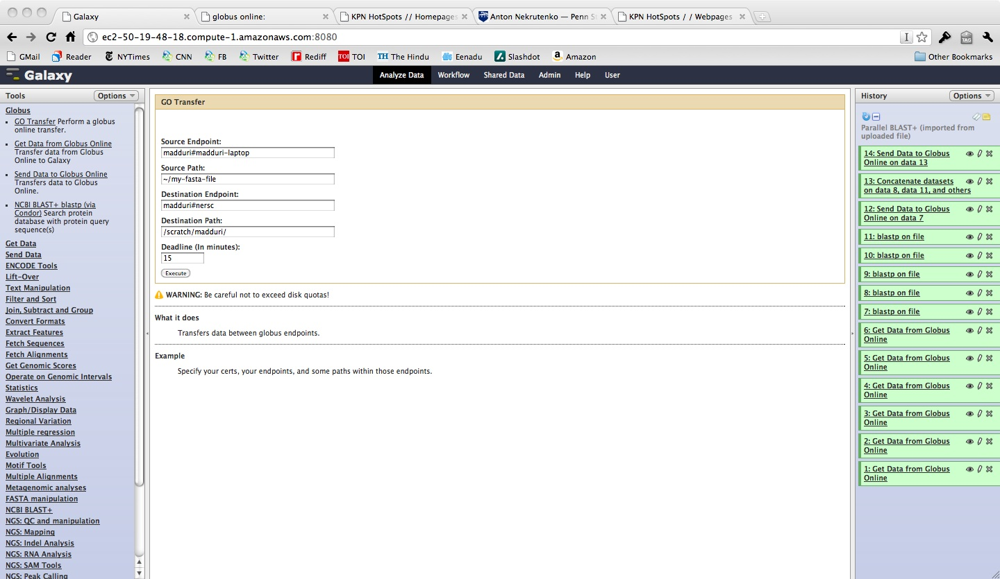 Galaxy
globus online:
KPN HotSpots // Homepages
Anton Nekrutenko — Penn S
KPN HotSpots / / Webpages
ec2-50-19-48-18.compute-1.amazonaws.com:8080
TAG
GMail
Reader
NYTimes
CNN
FB
Twitter
Rediff
TOI TOI
TH The Hindu
Eenadu
Slashdot
Amazon
Other Bookmarks
Galaxy
Analyze Data
Workflow
Shared Data
Admin
Help
User
Tools
Options
Globus
GO Transfer Perform a globus
online transfer.
Get Data from Globus Online
Transfer data from Globus
Online to Galaxy
Send Data to Globus Online
Transfers data to Globus
Online.
NCBI BLAST+ blastp (via
Condor) Search protein
database with protein query
sequence(s)
Get Data
Send Data
ENCODE Tools
Lift-Over
Text Manipulation
Filter and Sort
Join, Subtract and Group
Convert Formats
Extract Features
Fetch Sequences
Fetch Alignments
Get Genomic Scores
Operate on Genomic Intervals
Statistics
Wavelet Analysis
Graph/Display Data
Regional Variation
Multiple regression
Multivariate Analysis
Evolution
Motif Tools
Multiple Alignments
Metagenomic analyses
FASTA manipulation
NCBI BLAST+
NGS: QC and manipulation
NGS: Mapping
NGS: Indel Analysis
NGS: RNA Analysis
NGS: SAM Tools
NGS: Peak Calling
GO Transfer
Source Endpoint:
madduri#madduri-laptop
Source Path:
~/my-fasta-file
Destination Endpoint:
madduri#nersc
Destination Path:
/scratch/madduri/
Deadline (In minutes):
15
Execute
WARNING: Be careful not to exceed disk quotas!
What it does
Transfers data between globus endpoints.
Example
Specify your certs, your endpoints, and some paths within those endpoints.
History
Options
Parallel BLAST+ (imported from
uploaded file)
14: Send Data to Globus
Online on data 13
13: Concatenate datasets
on data 8, data 11, and others
12: Send Data to Globus
Online on data 7
11: blastp on file
10: blastp on file
9: blastp on file
8: blastp on file
7: blastp on file
6: Get Data from Globus
Online
5: Get Data from Globus
Online
4: Get Data from Globus
Online
3: Get Data from Globus
Online
2: Get Data from Globus
Online
1: Get Data from Globus
Online